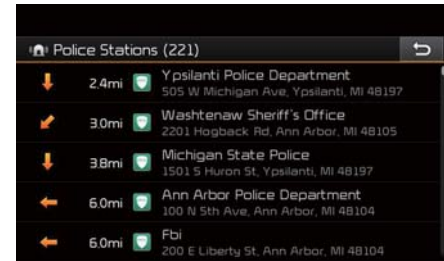 Police Stations (221)
2.4mi Ypsilanti Police Department
505 W Michigan Ave, Ypsilanti, MI 48197
3.0mi Washtenaw Sheriff's Office
2201 Hogback Rd, Ann Arbor, MI 48105
3.8mi Michigan State Police
1501 S Huron St, Ypsilanti, MI 48197
6.0mi Ann Arbor Police Department
100 N 5th Ave, Ann Arbor, MI 48104
6.0mi Fbi
200 E Liberty St, Ann Arbor, MI 48104